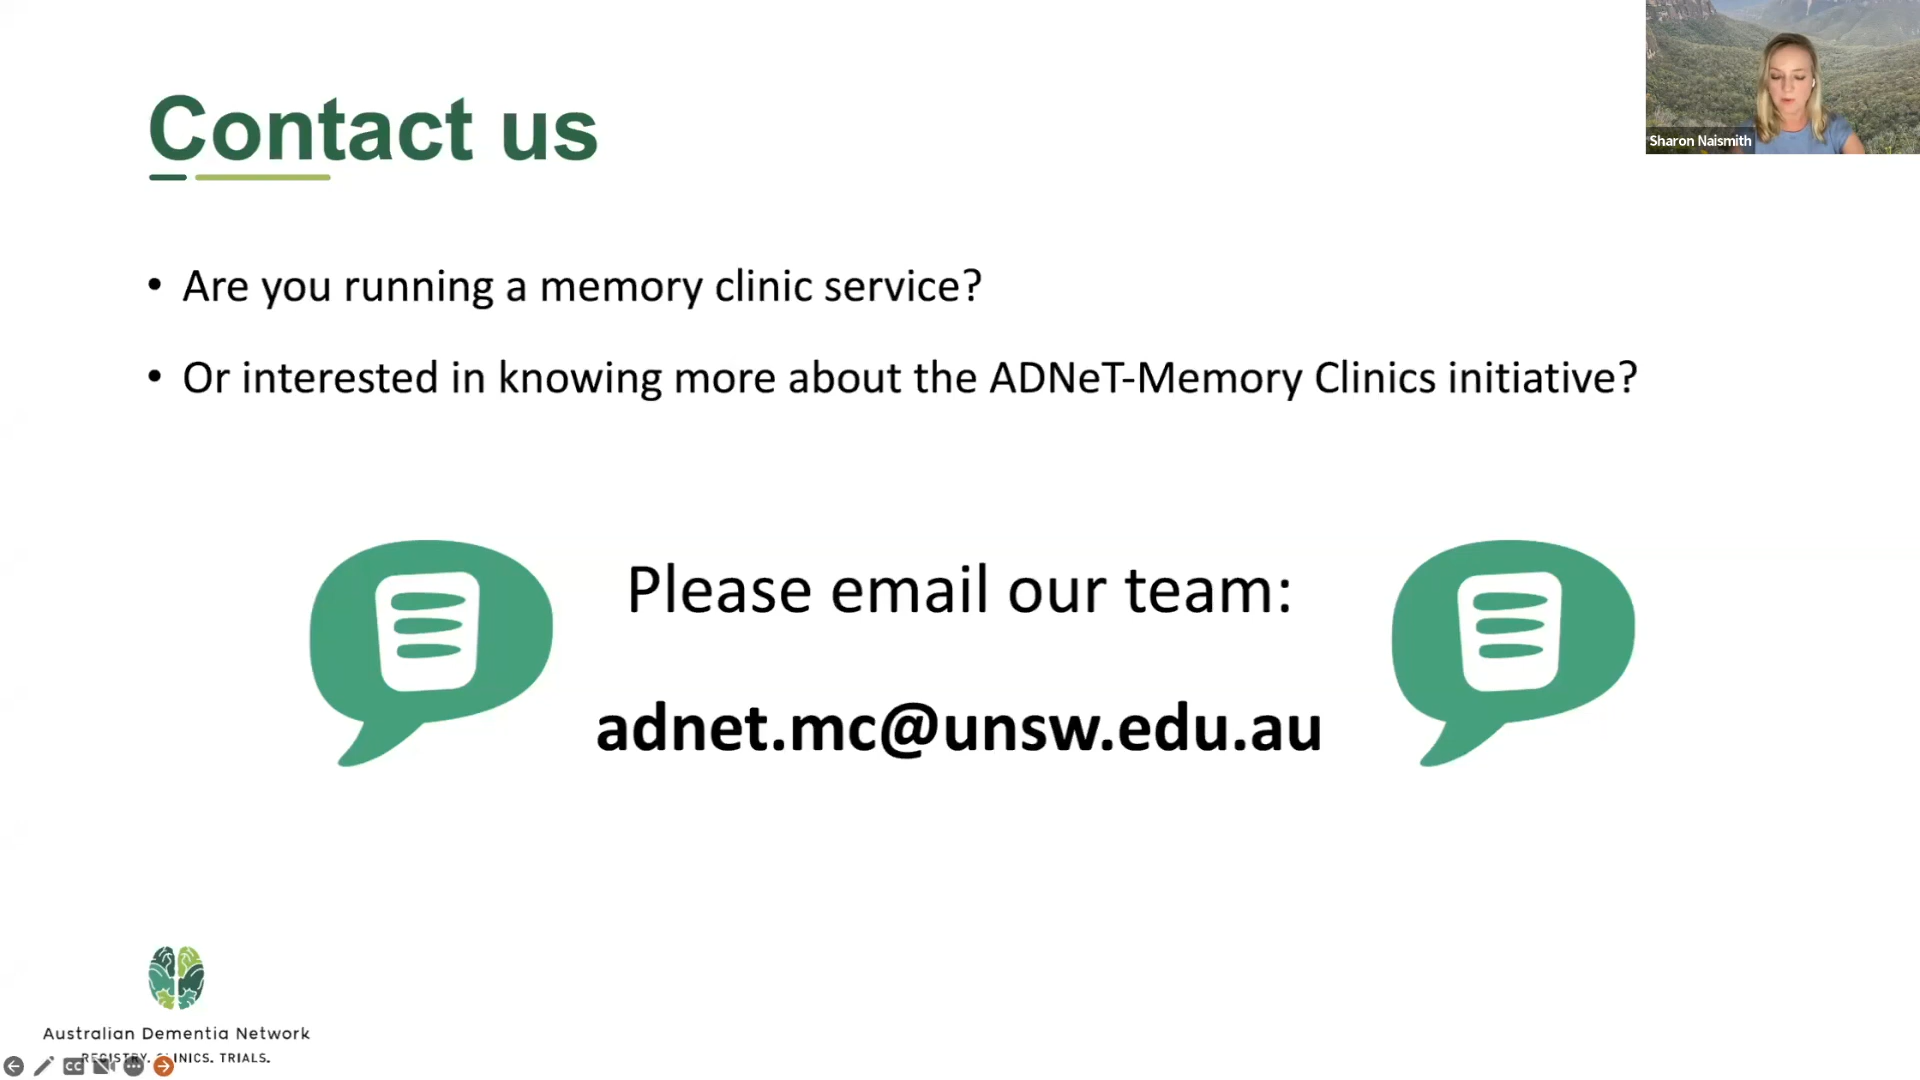 Contact us
Sharon Naismith
• Are you running a memory clinic service?
• Or interested in knowing more about the ADNeT-Memory Clinics initiative?
Please email our team:
adnet.mc@unsw.edu.au
Australian Dementia Network
REGISTRY. CLINICS. TRIALS.
CC